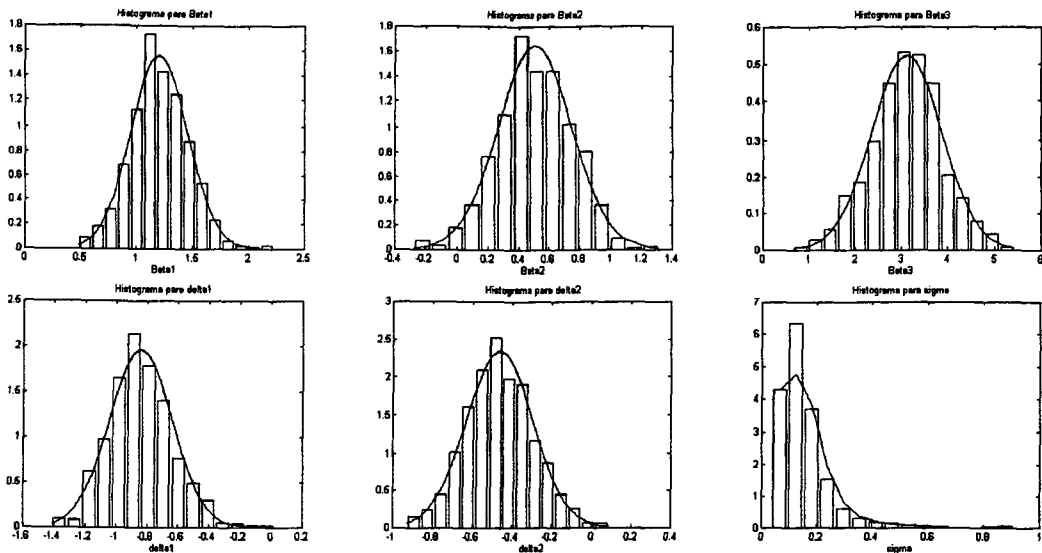 Histograma para Beta1
1.8
1.6
1.4
1.2
1
0.8
0.6
0.4
0.2
0
0 0.5 1 1.5 2 2.5
Beta1
Histograma para Beta2
1.8
1.6
1.4
1.2
1
0.8
0.6
0.4
0.2
0
-0.4 -0.2 0 0.2 0.4 0.6 0.8 1 1.2 1.4
Beta2
Histograma para Beta3
0.6
0.5
0.4
0.3
0.2
0.1
0
0 1 2 3 4 5 6
Beta3
Histograma para delta1
2.5
2
1.5
1
0.5
0
-1.6 -1.4 -1.2 -1 -0.8 -0.6 -0.4 -0.2 0 0.2
delta1
Histograma para delta2
3
2.5
2
1.5
1
0.5
0
-1 -0.8 -0.6 -0.4 -0.2 0 0.2 0.4
delta2
Histograma para sigma
7
6
5
4
3
2
1
0
0 0.2 0.4 0.6 0.8 1
sigma